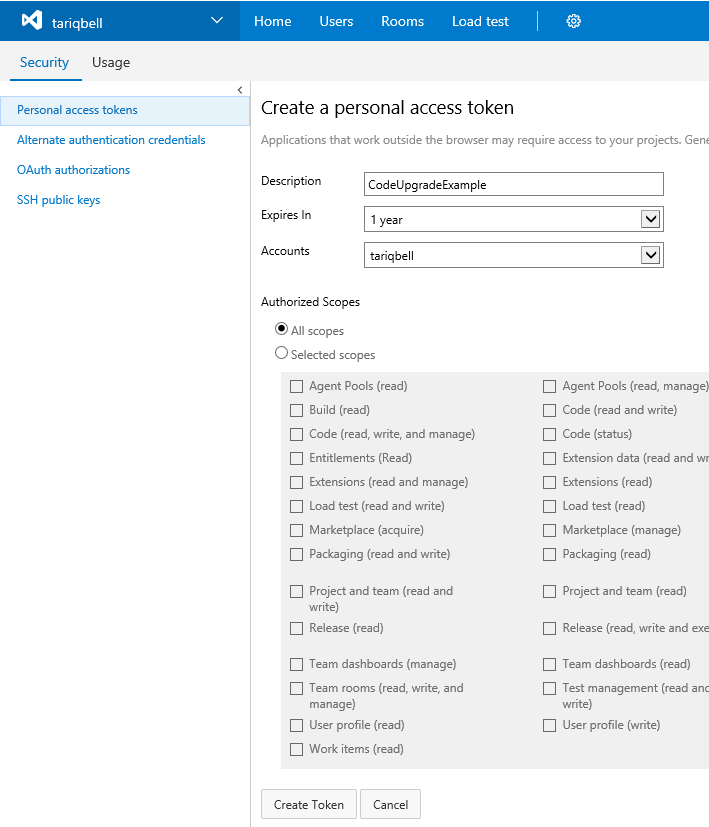 tariqbell Home Users Rooms Load test
Security Usage
Personal access tokens
Alternate authentication credentials
OAuth authorizations
SSH public keys
Create a personal access token
Applications that work outside the browser may require access to your projects. Gene
Description CodeUpgradeExample
Expires In 1 year
Accounts tariqbell
Authorized Scopes
All scopes
Selected scopes
Agent Pools (read) Agent Pools (read, manage)
Build (read) Code (read and write)
Code (read, write, and manage) Code (status)
Entitlements (Read) Extension data (read and wr
Extensions (read and manage) Extensions (read)
Load test (read and write) Load test (read)
Marketplace (acquire) Marketplace (manage)
Packaging (read and write) Packaging (read)
Project and team (read and Project and team (read)
write)
Release (read) Release (read, write and exe
Team dashboards (manage) Team dashboards (read)
Team rooms (read, write, and Test management (read and
manage) write)
User profile (read) User profile (write)
Work items (read)
Create Token Cancel